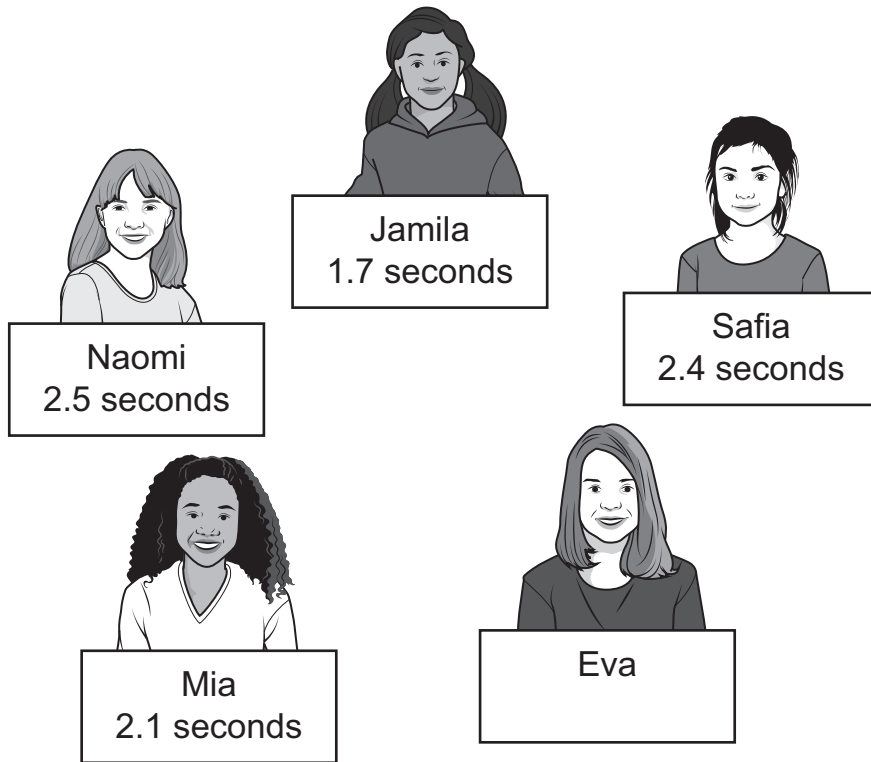 Jamila
1.7 seconds
Naomi
2.5 seconds
Safia
2.4 seconds
Mia
2.1 seconds
Eva